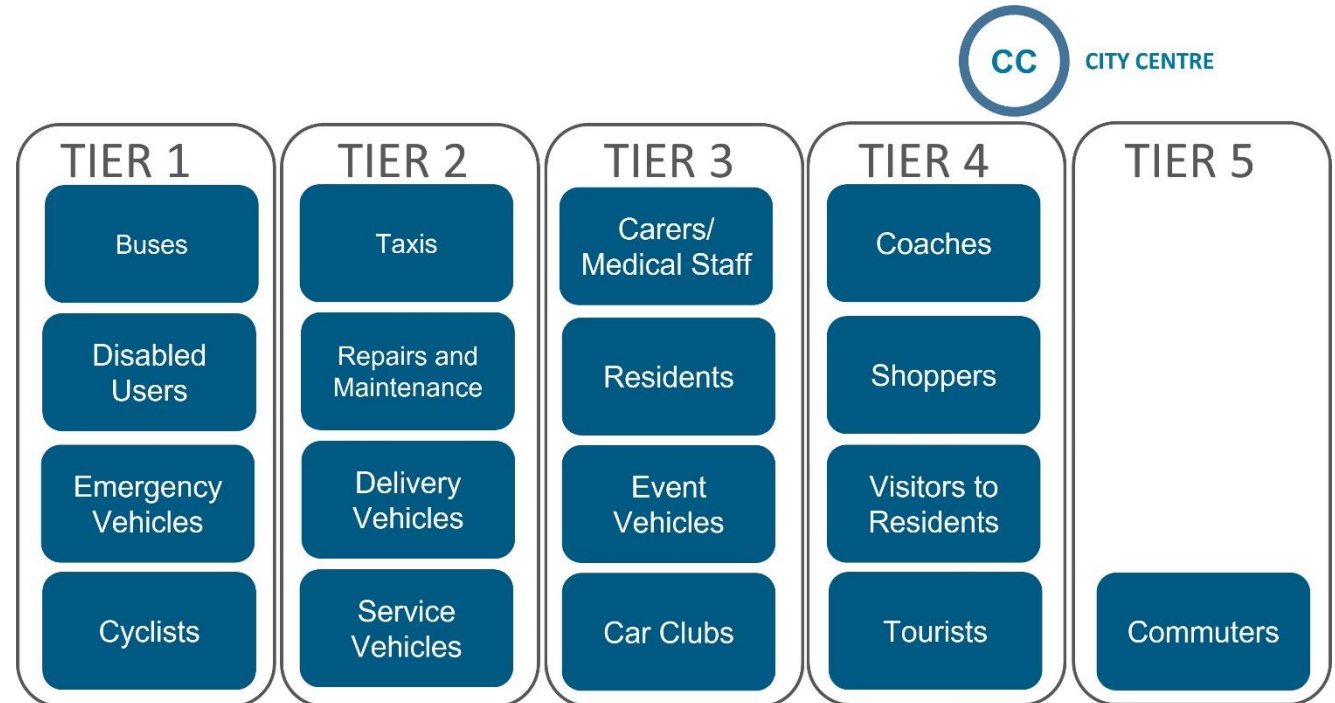 CC
CITY CENTRE
TIER 1
Buses
Disabled
Users
Emergency
Vehicles
Cyclists
TIER 2
Taxis
Repairs and
Maintenance
Delivery
Vehicles
Service
Vehicles
TIER 3
Carers/
Medical Staff
Residents
Event
Vehicles
Car Clubs
TIER 4
Coaches
Shoppers
Visitors to
Residents
Tourists
TIER 5
Commuters